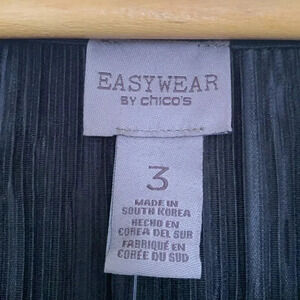 EASYWEAR
BY chico's
3
MADE IN
SOUTH KOREA
HECHO EN
COREA DEL SUR
FABRIQUÉ EN
CORÉE DU SUD